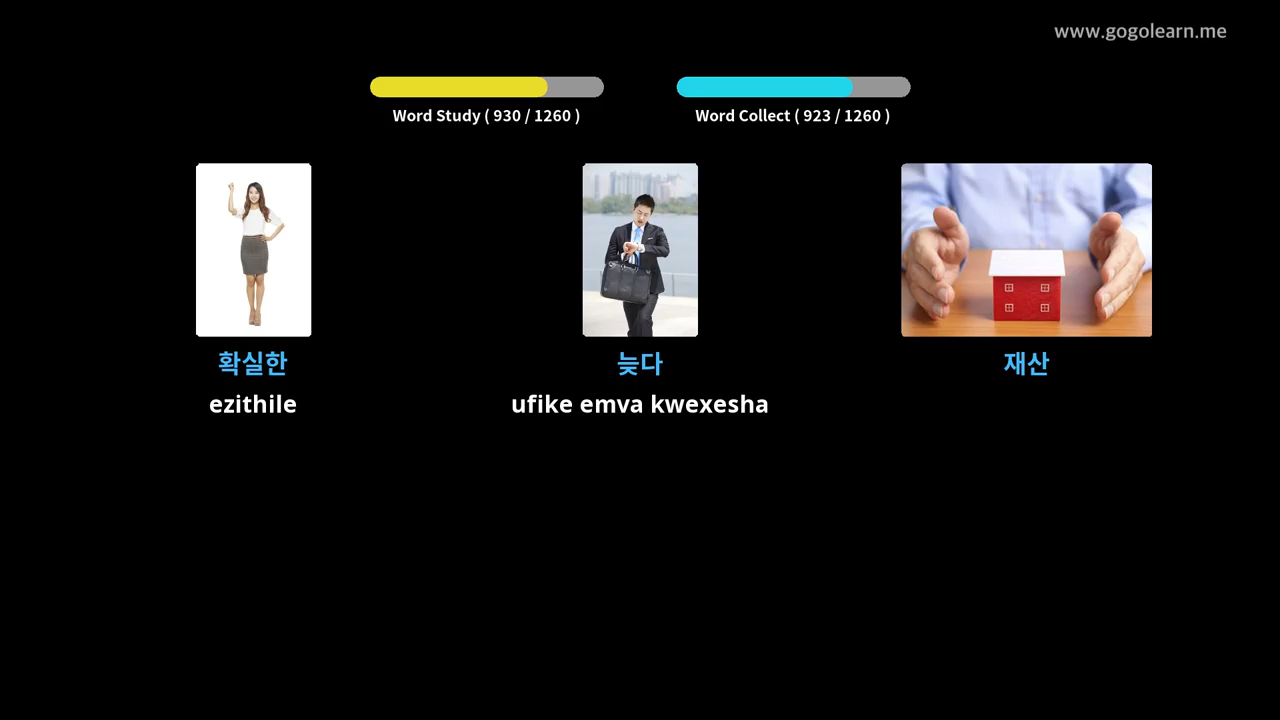 www.gogolearn.me
Word Study ( 930 / 1260 )
Word Collect ( 923 / 1260 )
확실한
늦다
재산
ezithile
ufike emva kwexesha